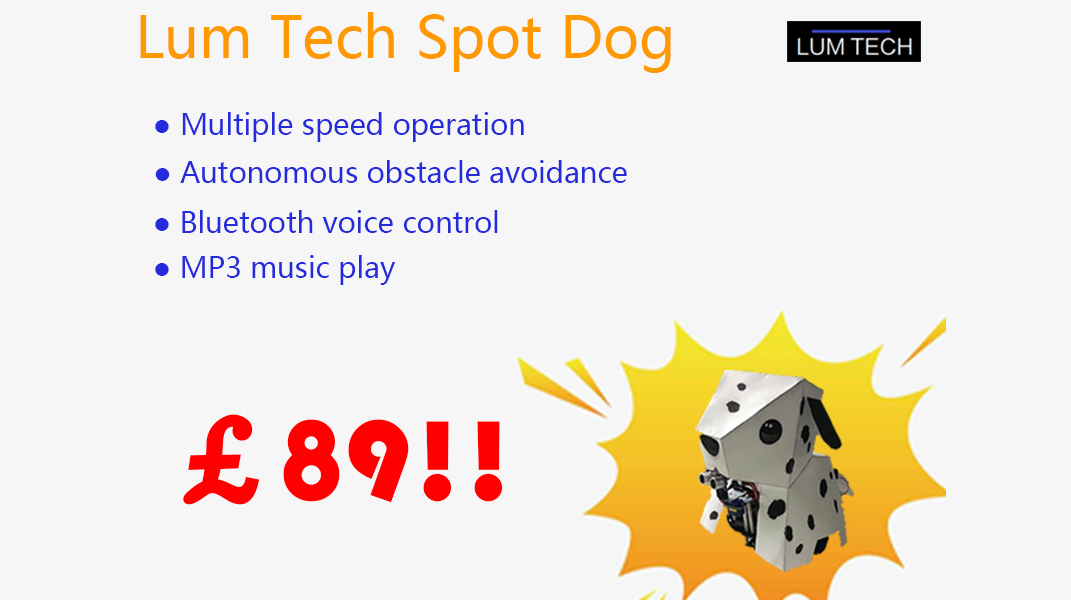 Lum Tech Spot Dog
LUM TECH
● Multiple speed operation
● Autonomous obstacle avoidance
● Bluetooth voice control
● MP3 music play
£89!!